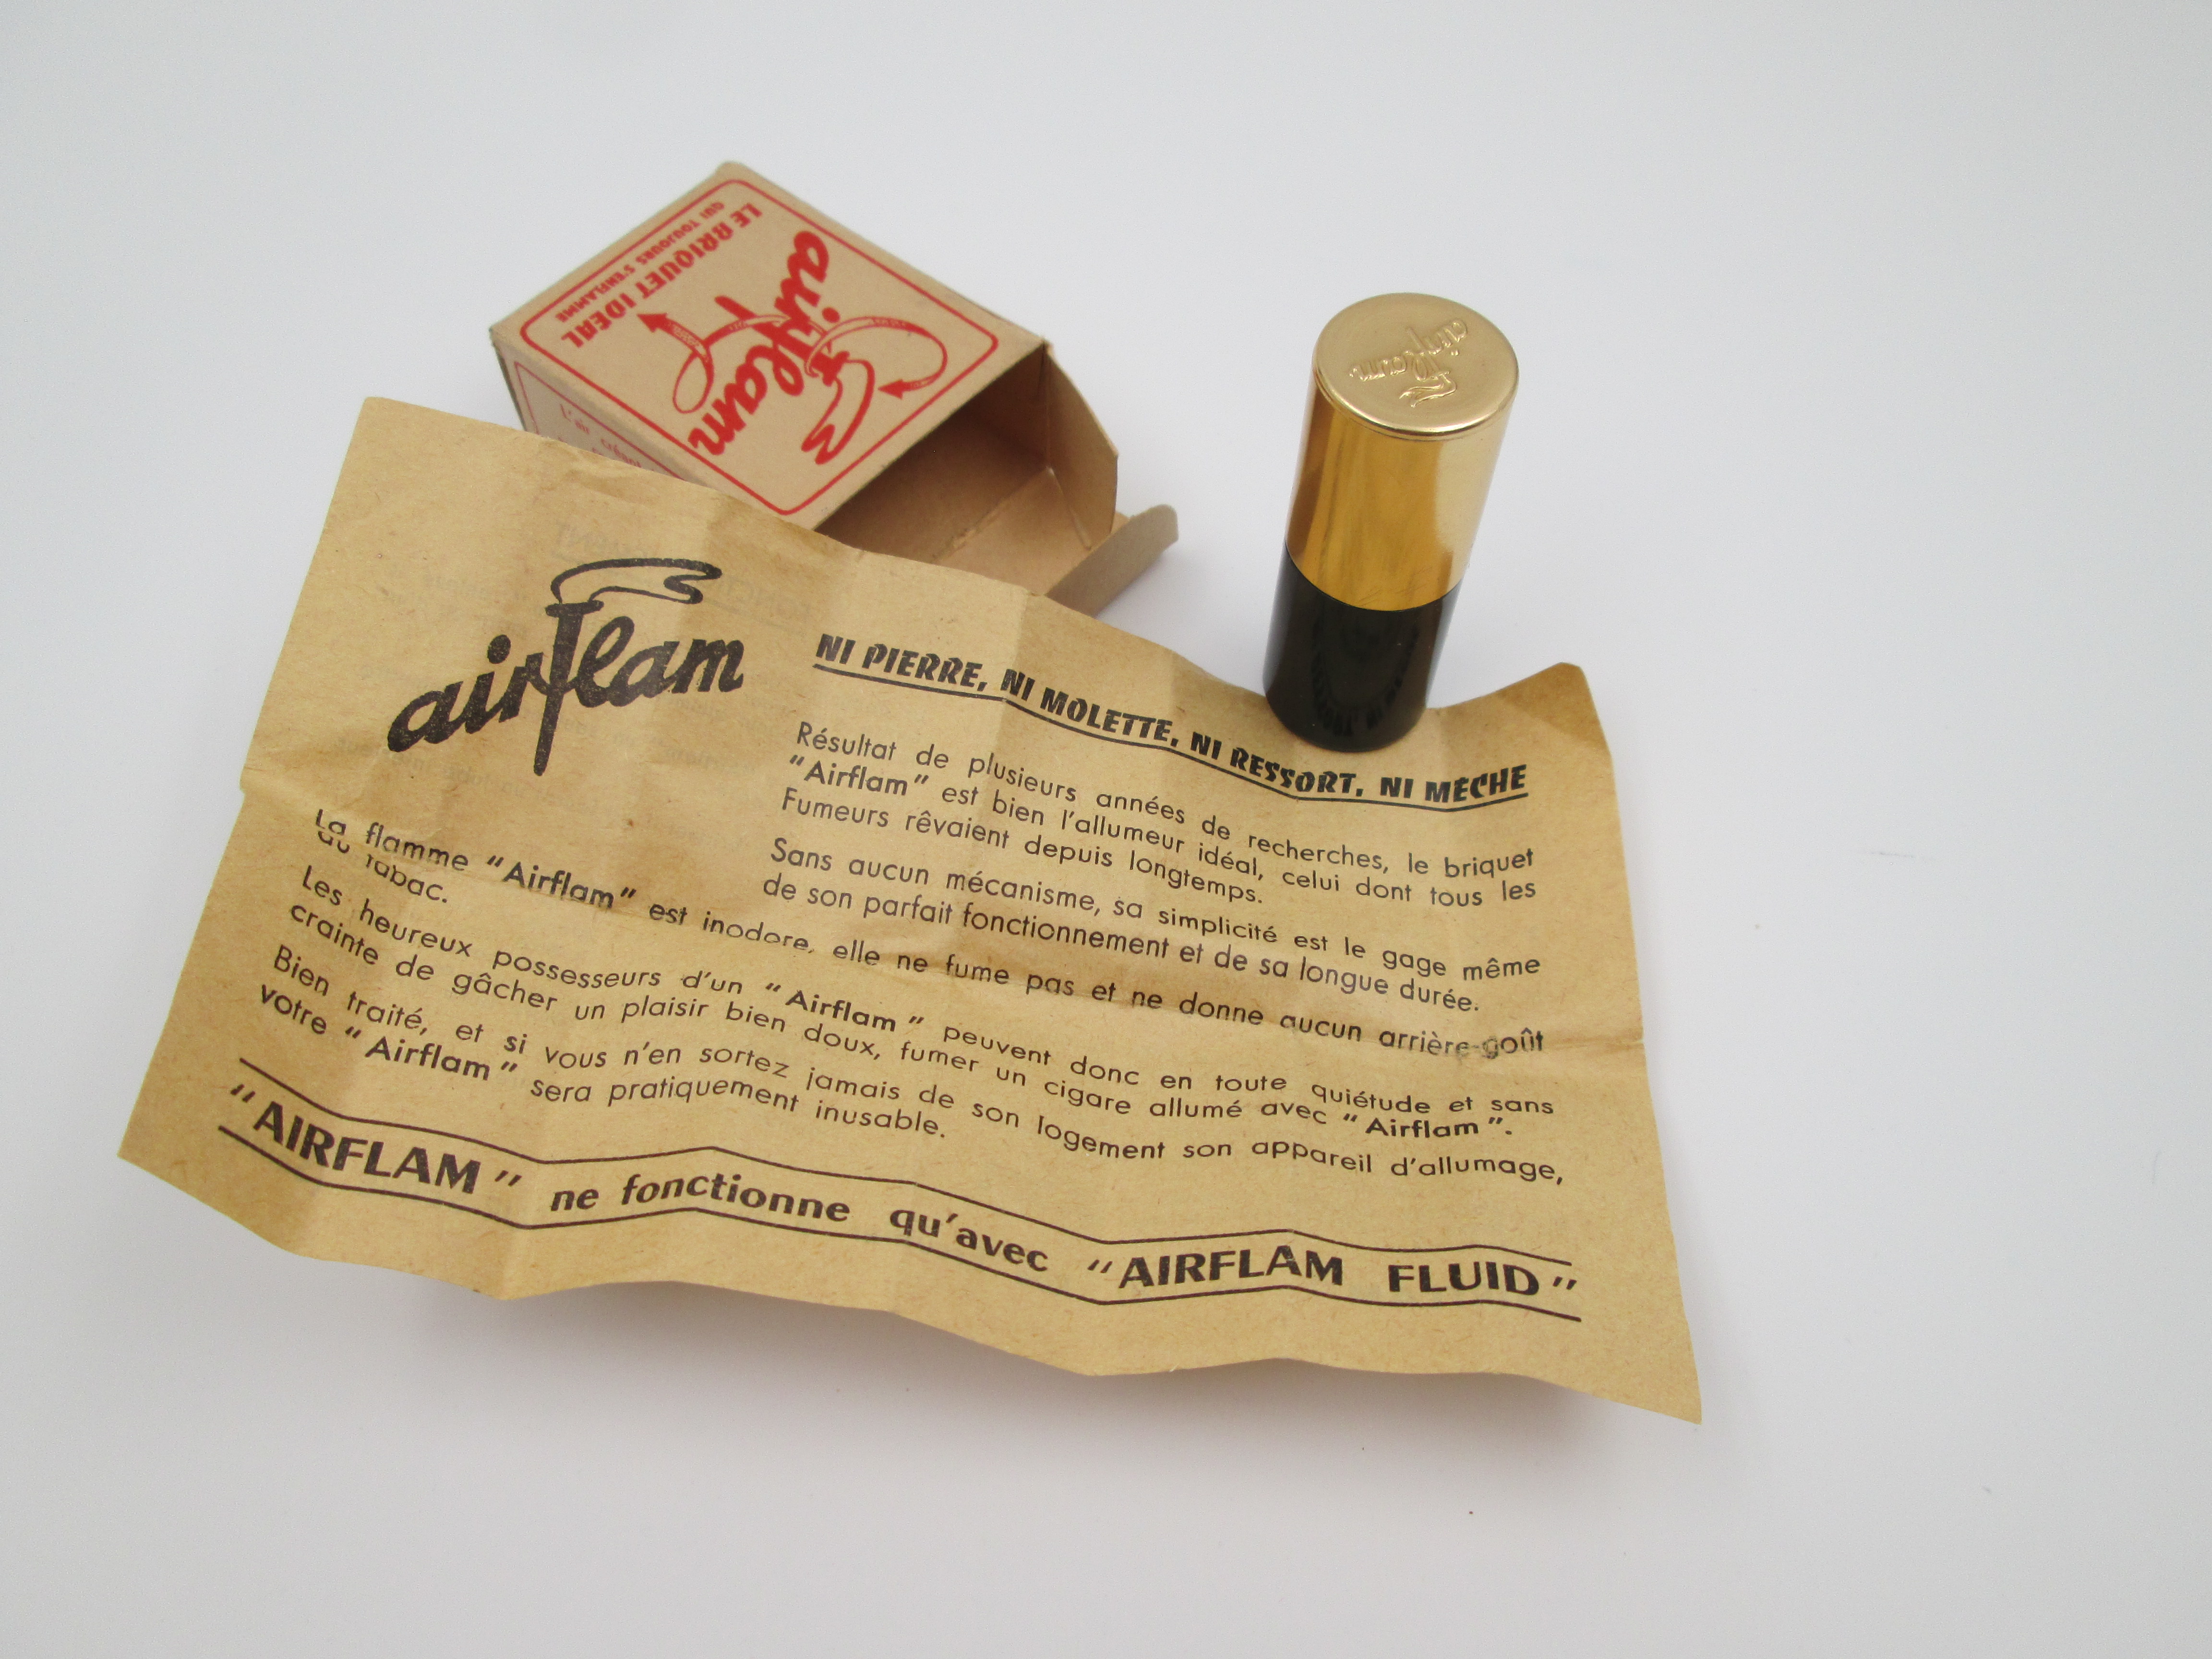 airflam
LE BRIQUET IDEAL
QUI TOUJOURS S'ENFLAMME
L'air
airflam
airflam
NI PIERRE, NI MOLETTE, NI RESSORT, NI MÈCHE
Résultat de plusieurs années de recherches, le briquet
"Airflam" est bien l'allumeur idéal, celui dont tous les
Fumeurs rêvaient depuis longtemps.
Sans aucun mécanisme, sa simplicité est le gage même
de son parfait fonctionnement et de sa longue durée.
La flamme "Airflam" est inodore, elle ne fume pas et ne donne aucun arrière-goût
du tabac.
Les heureux possesseurs d'un "Airflam" peuvent donc en toute quiétude et sans
crainte de gâcher un plaisir bien doux, fumer un cigare allumé avec "Airflam".
Bien traité, et si vous n'en sortez jamais de son logement son appareil d'allumage,
votre "Airflam" sera pratiquement inusable.
"AIRFLAM" ne fonctionne qu'avec "AIRFLAM FLUID"